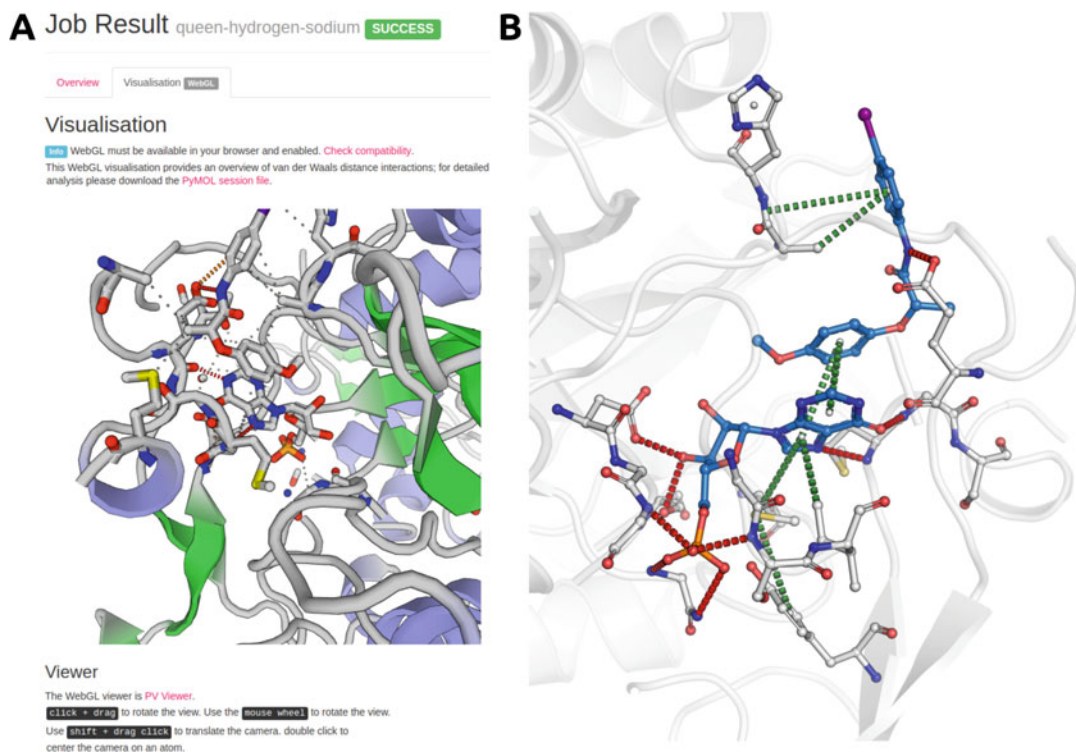 A
Job Result queen-hydrogen-sodium SUCCESS
Overview
Visualisation WebGL
Visualisation
Info WebGL must be available in your browser and enabled. Check compatibility.
This WebGL visualisation provides an overview of van der Waals distance interactions; for detailed
analysis please download the PyMOL session file.
Viewer
The WebGL viewer is PV Viewer.
click + drag to rotate the view. Use the mouse wheel to rotate the view.
Use shift + drag click to translate the camera. double click to
center the camera on an atom.
B